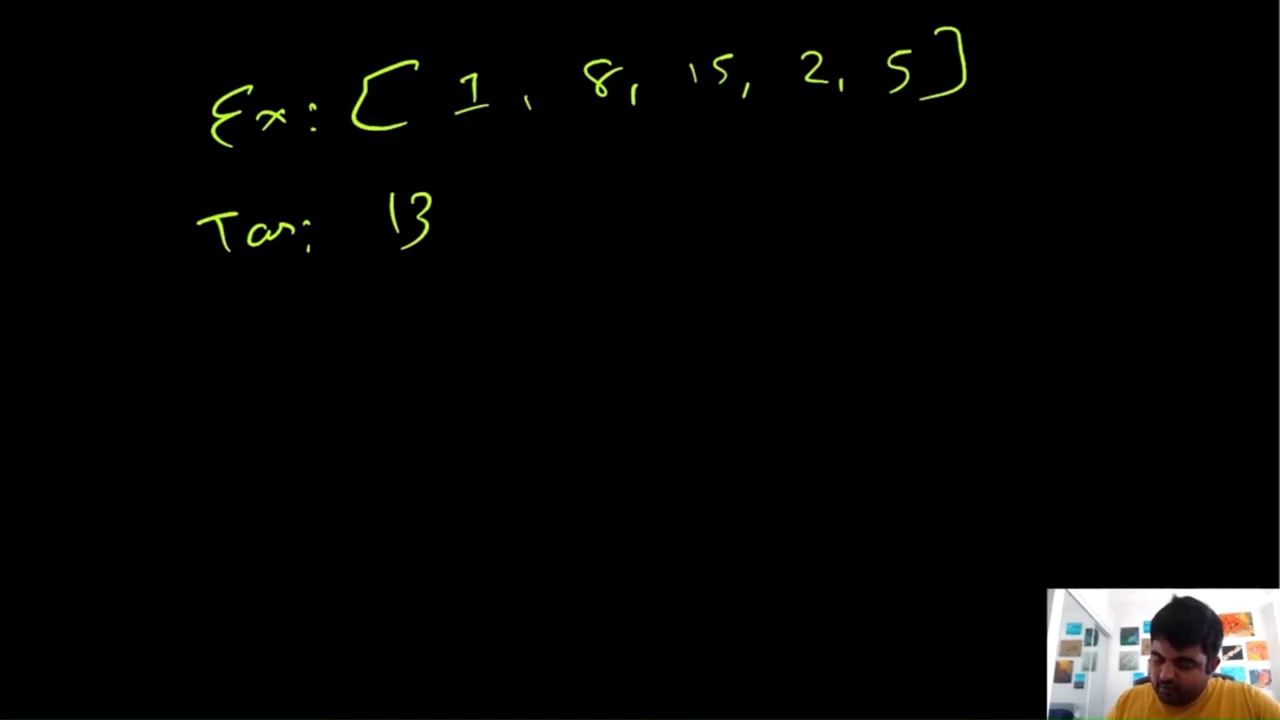 Ex: [ 1, 8, 15, 2, 5]
Tar: 13